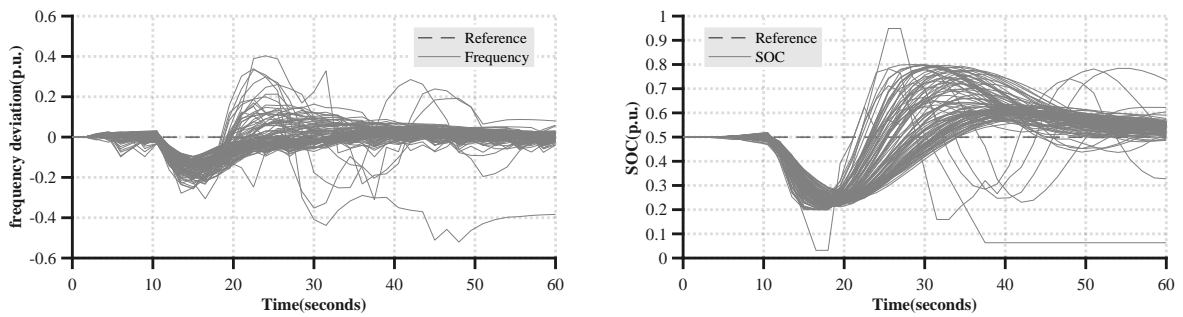 0.6
0.4
0.2
0
-0.2
-0.4
-0.6
frequency deviation(p.u.)
Reference
Frequency
0 10 20 30 40 50 60
Time(seconds)
1
0.9
0.8
0.7
0.6
0.5
0.4
0.3
0.2
0.1
0
SOC(p.u.)
Reference
SOC
0 10 20 30 40 50 60
Time(seconds)